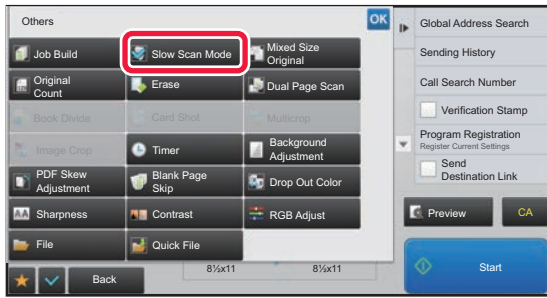 Others
OK
Job Build
Slow Scan Mode
Mixed Size
Original
Original
Count
Erase
Dual Page Scan
Book Divide
Card Shot
Multicrop
Image Crop
Timer
Background
Adjustment
PDF Skew
Adjustment
Blank Page
Skip
Drop Out Color
AA Sharpness
Contrast
RGB Adjust
File
Quick File
Back
8½x11
8½x11
Global Address Search
Sending History
Call Search Number
Verification Stamp
Program Registration
Register Current Settings
Send
Destination Link
Preview
CA
Start